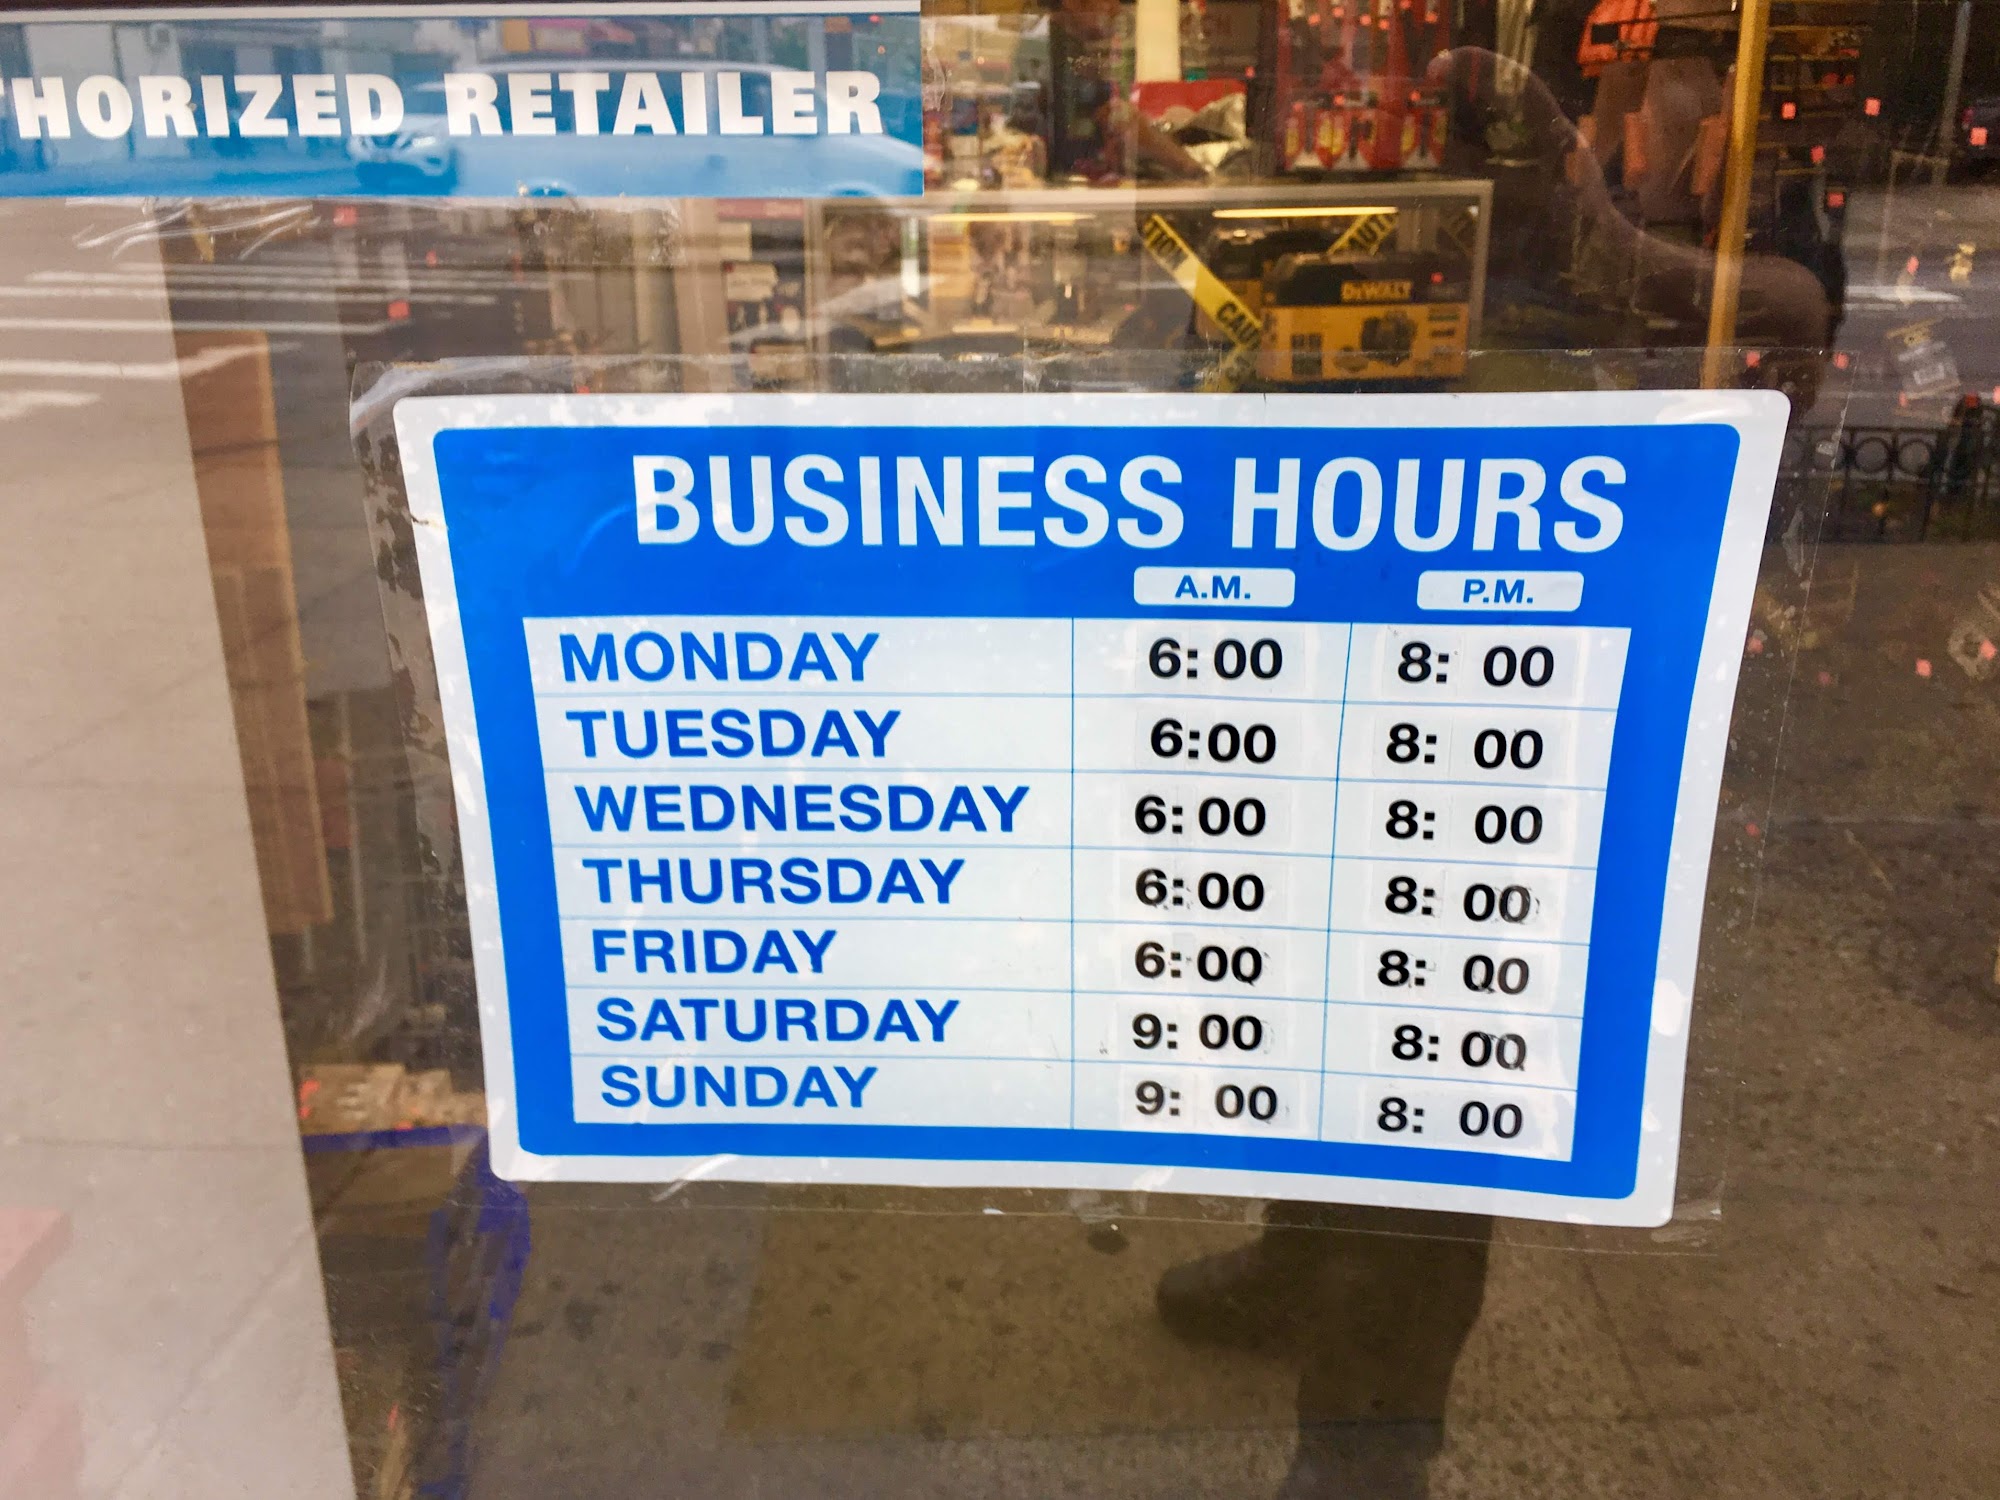 HORIZED RETAILER
CAUTION
DEWALT
BUSINESS HOURS
A.M. P.M.
MONDAY 6:00 8:00
TUESDAY 6:00 8:00
WEDNESDAY 6:00 8:00
THURSDAY 6:00 8:00
FRIDAY 6:00 8:00
SATURDAY 9:00 8:00
SUNDAY 9:00 8:00